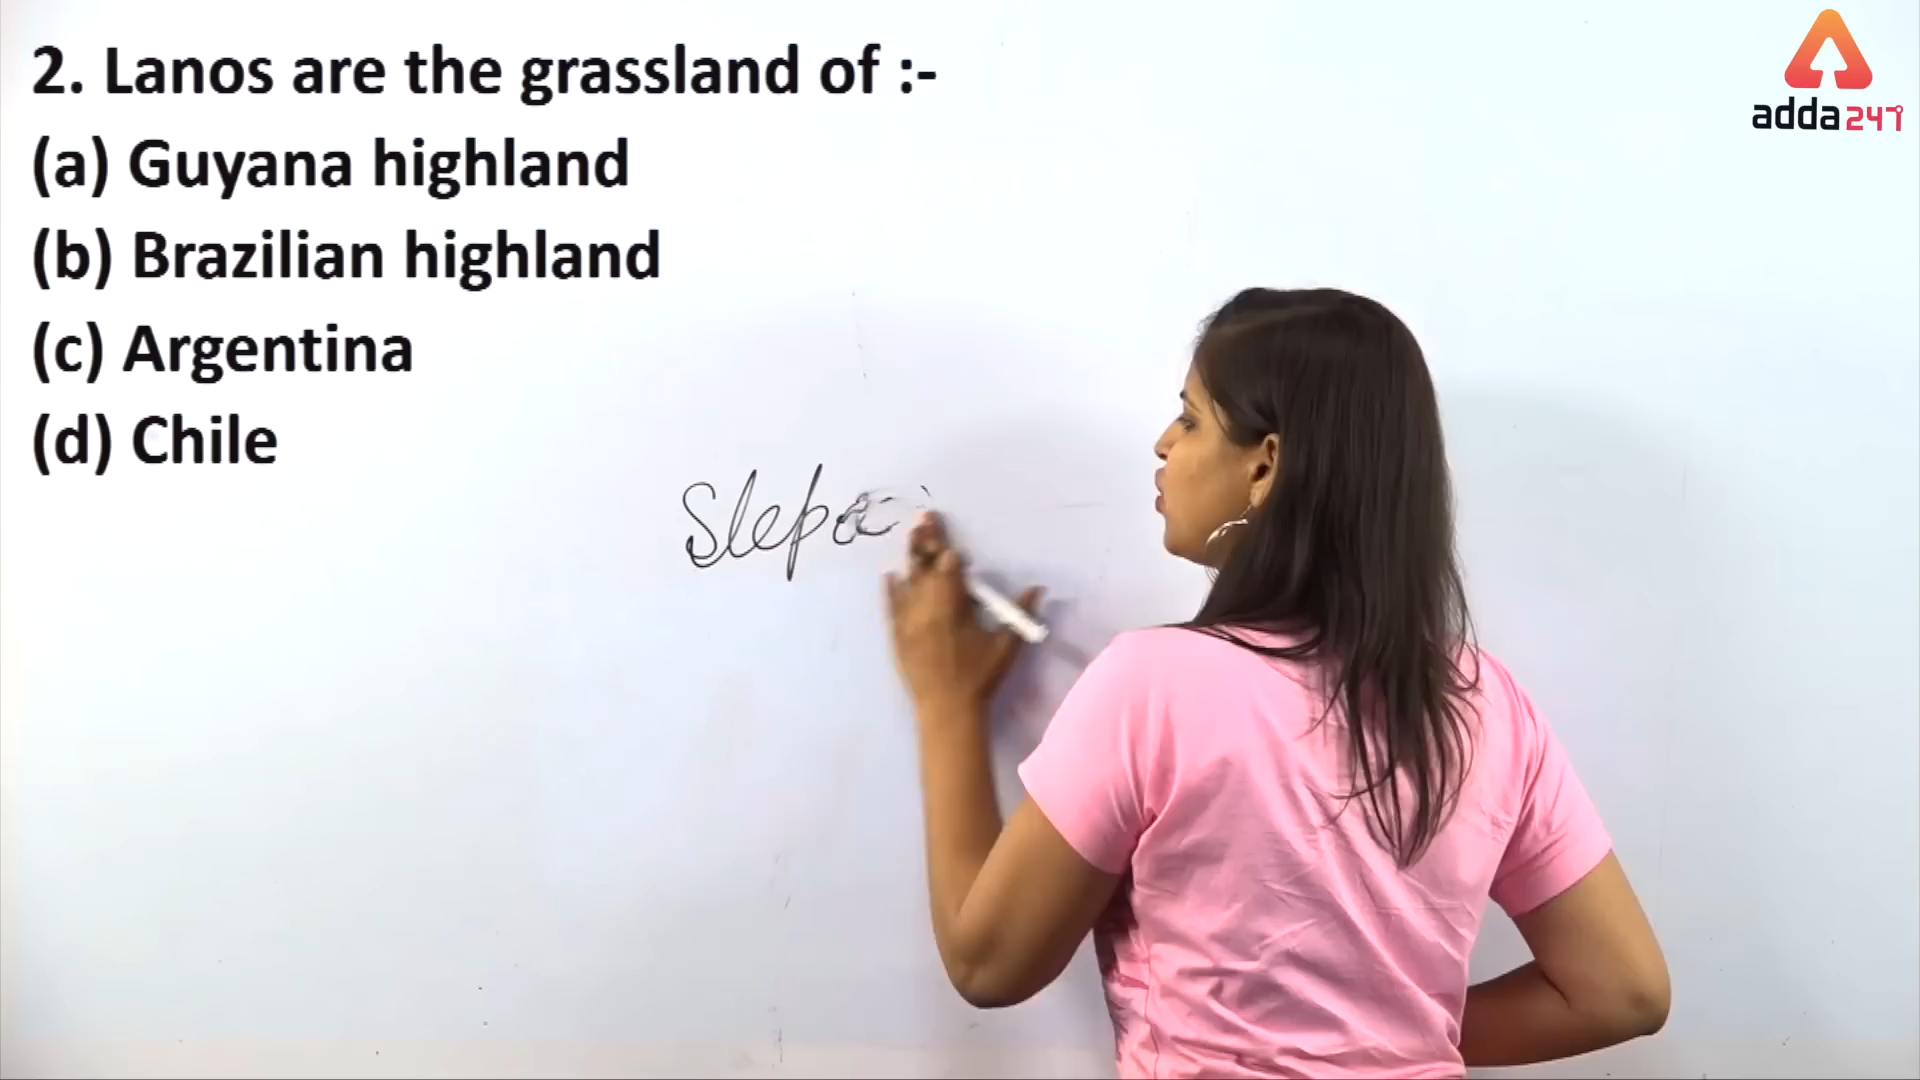 2. Lanos are the grassland of :-
(a) Guyana highland
(b) Brazilian highland
(c) Argentina
(d) Chile
adda247